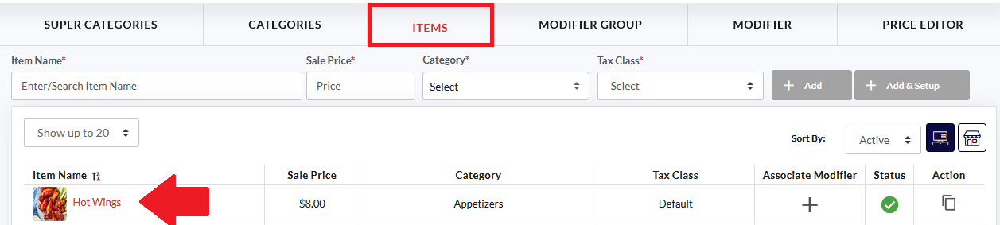 SUPER CATEGORIES CATEGORIES ITEMS MODIFIER GROUP MODIFIER PRICE EDITOR
Item Name* Sale Price* Category* Tax Class*
Enter/Search Item Name Price Select Select + Add + Add & Setup
Show up to 20 Sort By: Active
Item Name Sale Price Category Tax Class Associate Modifier Status Action
Hot Wings $8.00 Appetizers Default +